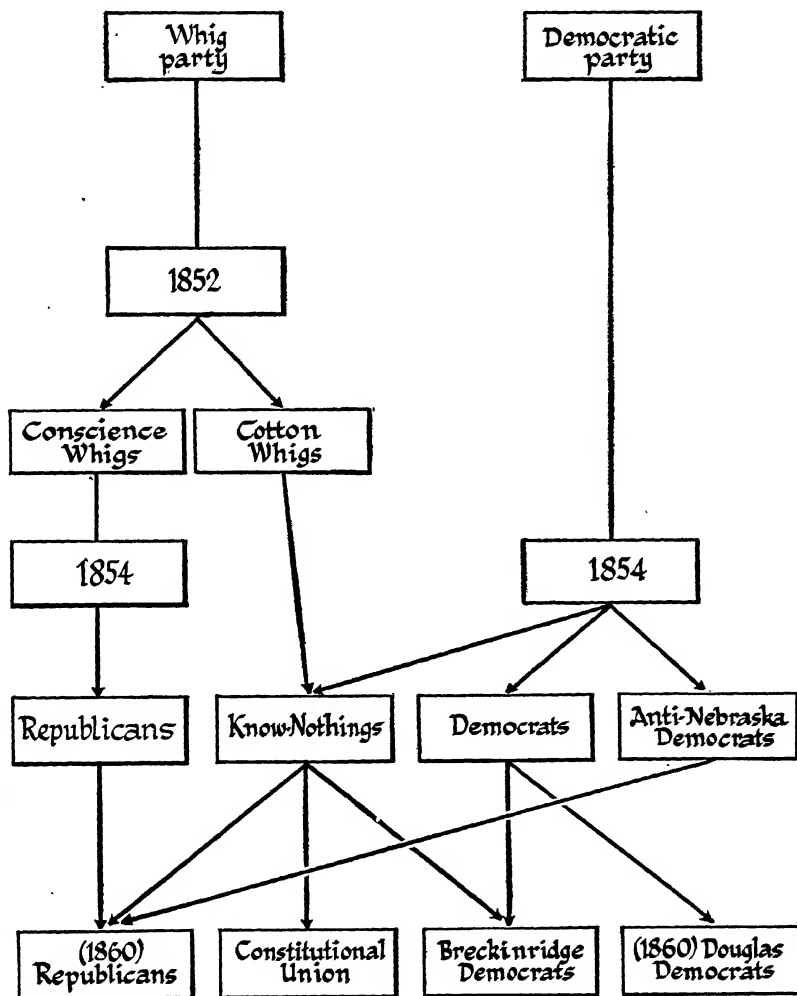 Whig
party
Democratic
party
1852
Conscience
Whigs
Cotton
Whigs
1854
1854
Republicans
Know-Nothings
Democrats
Anti-Nebraska
Democrats
(1860)
Republicans
Constitutional
Union
Breckinridge
Democrats
(1860) Douglas
Democrats